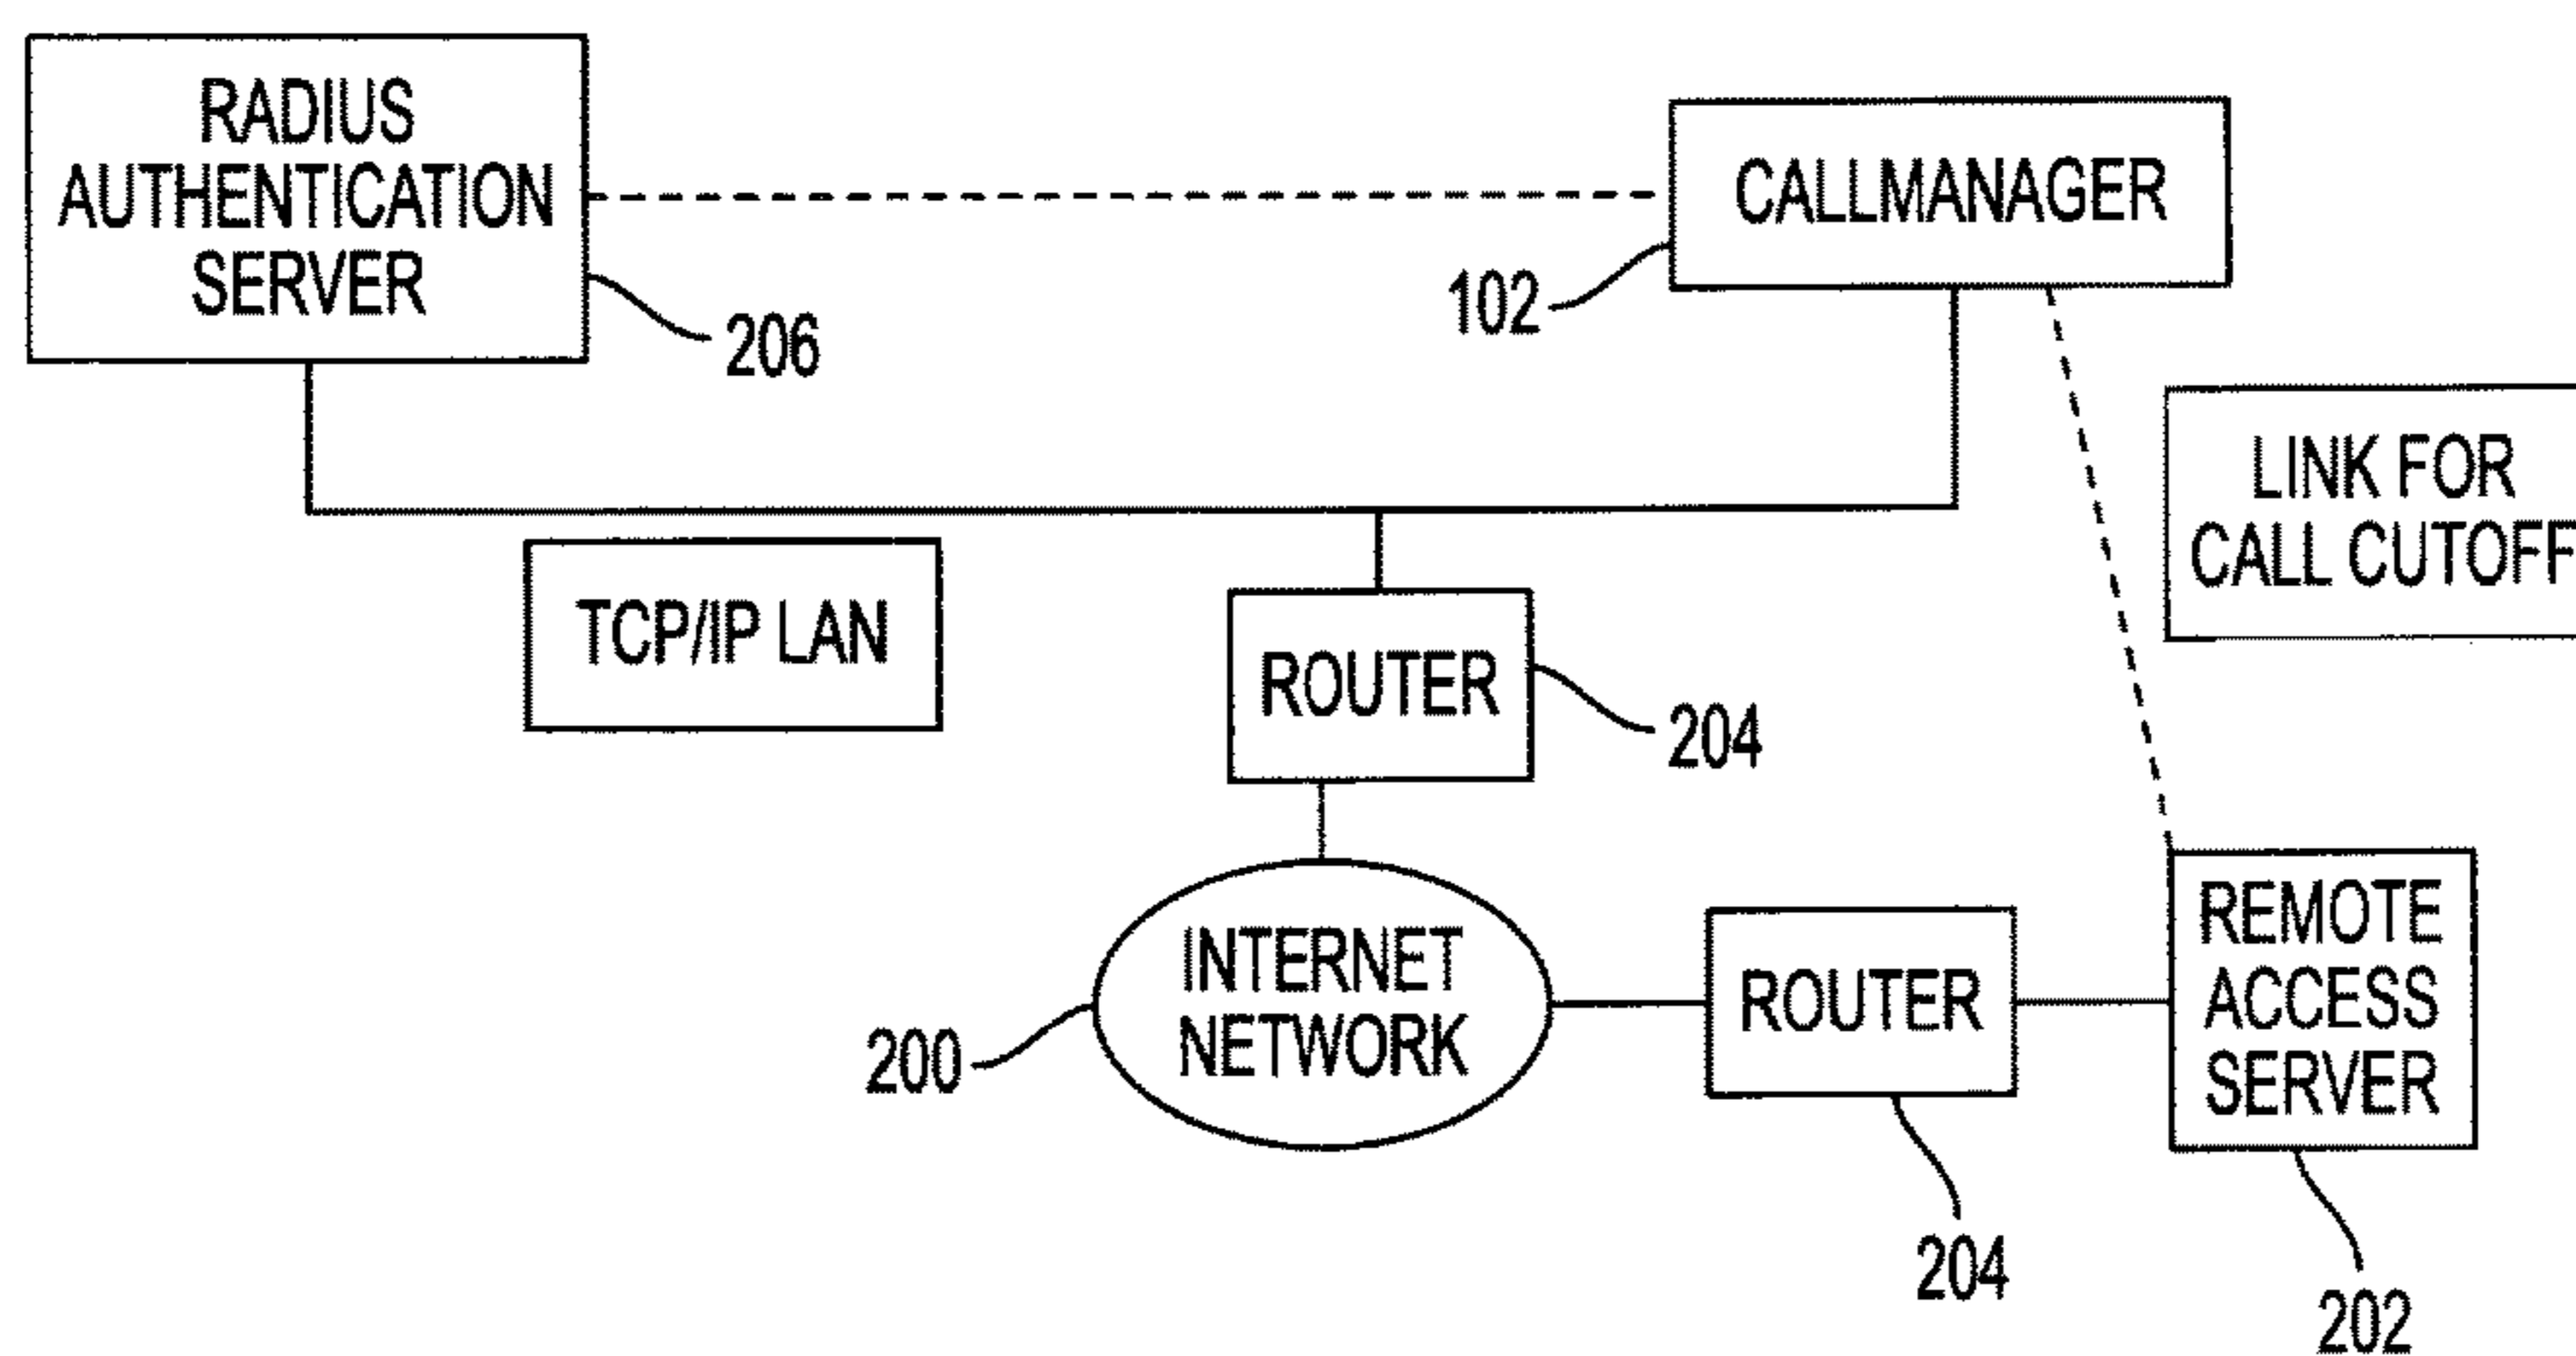 RADIUS
AUTHENTICATION
SERVER
206
CALLMANAGER
102
LINK FOR
CALL CUTOFF
TCP/IP LAN
ROUTER
204
INTERNET
NETWORK
200
ROUTER
204
REMOTE
ACCESS
SERVER
202